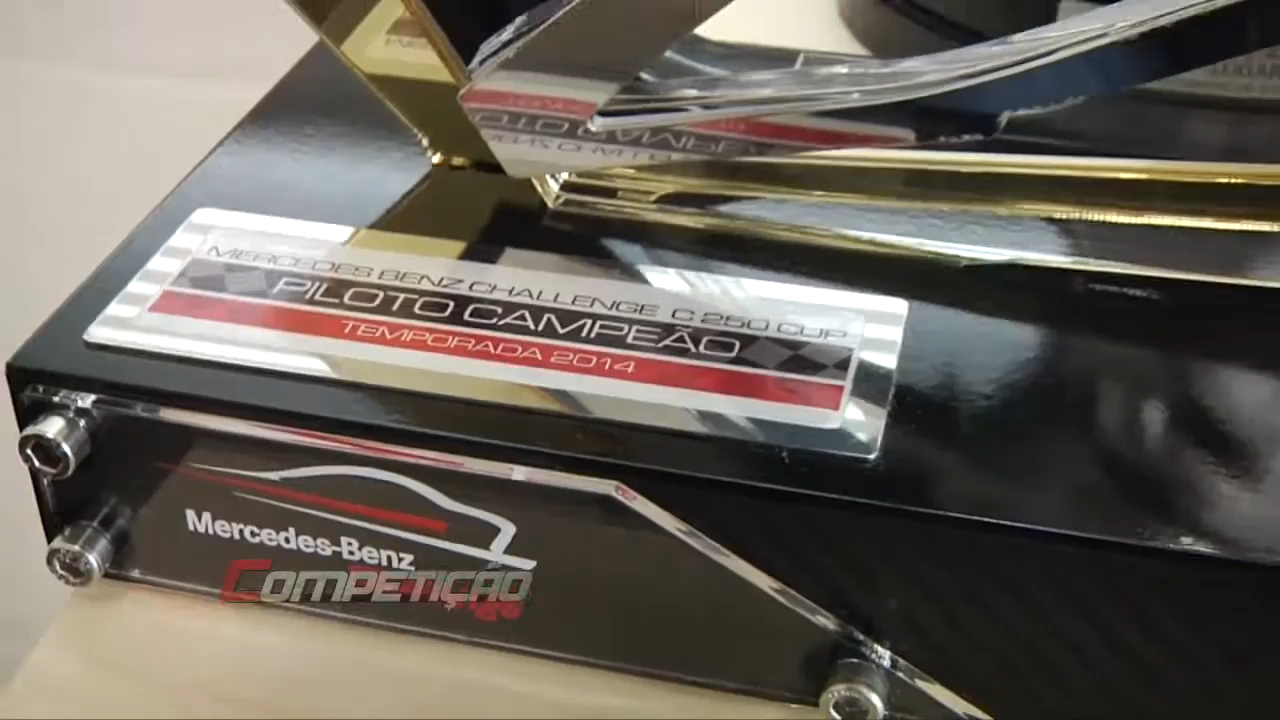 MERCEDES BENZ CHALLENGE C 250 CUP
PILOTO CAMPEÃO
TEMPORADA 2014
Mercedes-Benz
COMPETIÇÃO